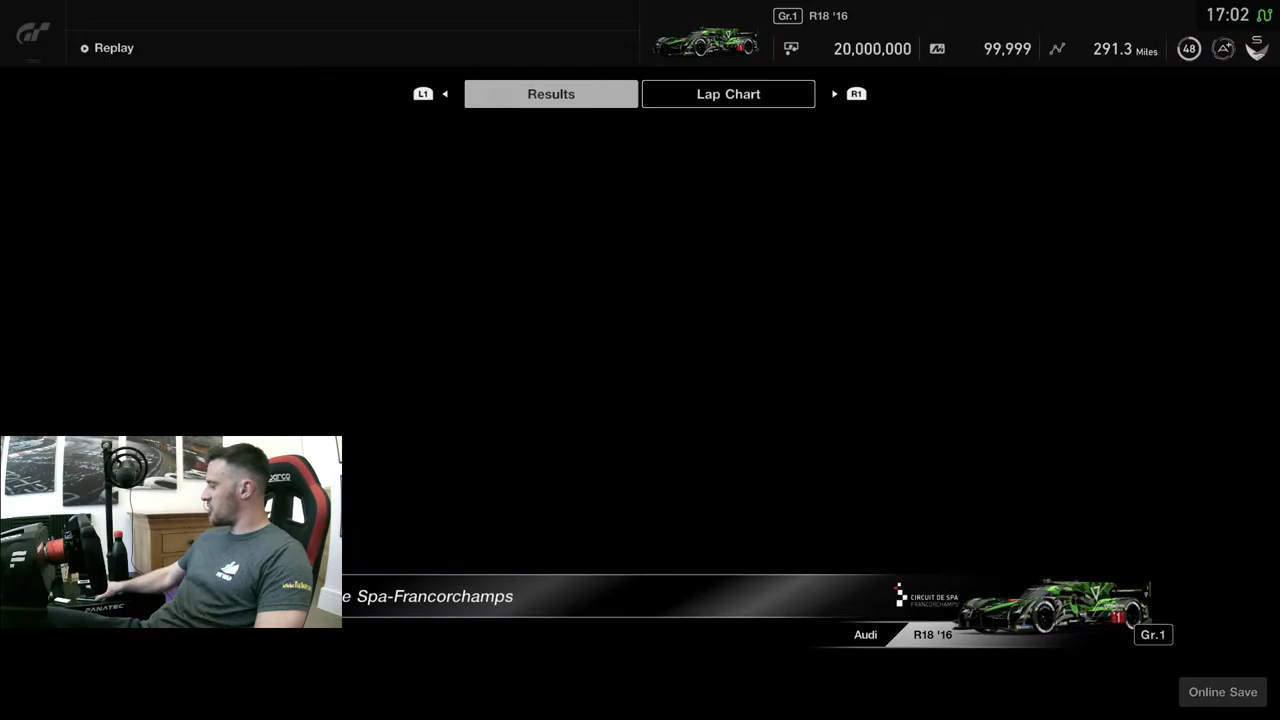 Gr.1 R18 '16
17:02
Replay
20,000,000
99,999
291.3 Miles
48
A+
S
L1
Results
Lap Chart
R1
e Spa-Francorchamps
CIRCUIT DE SPA
FRANCORCHAMPS
Audi
R18 '16
Gr.1
Online Save
FANATEC